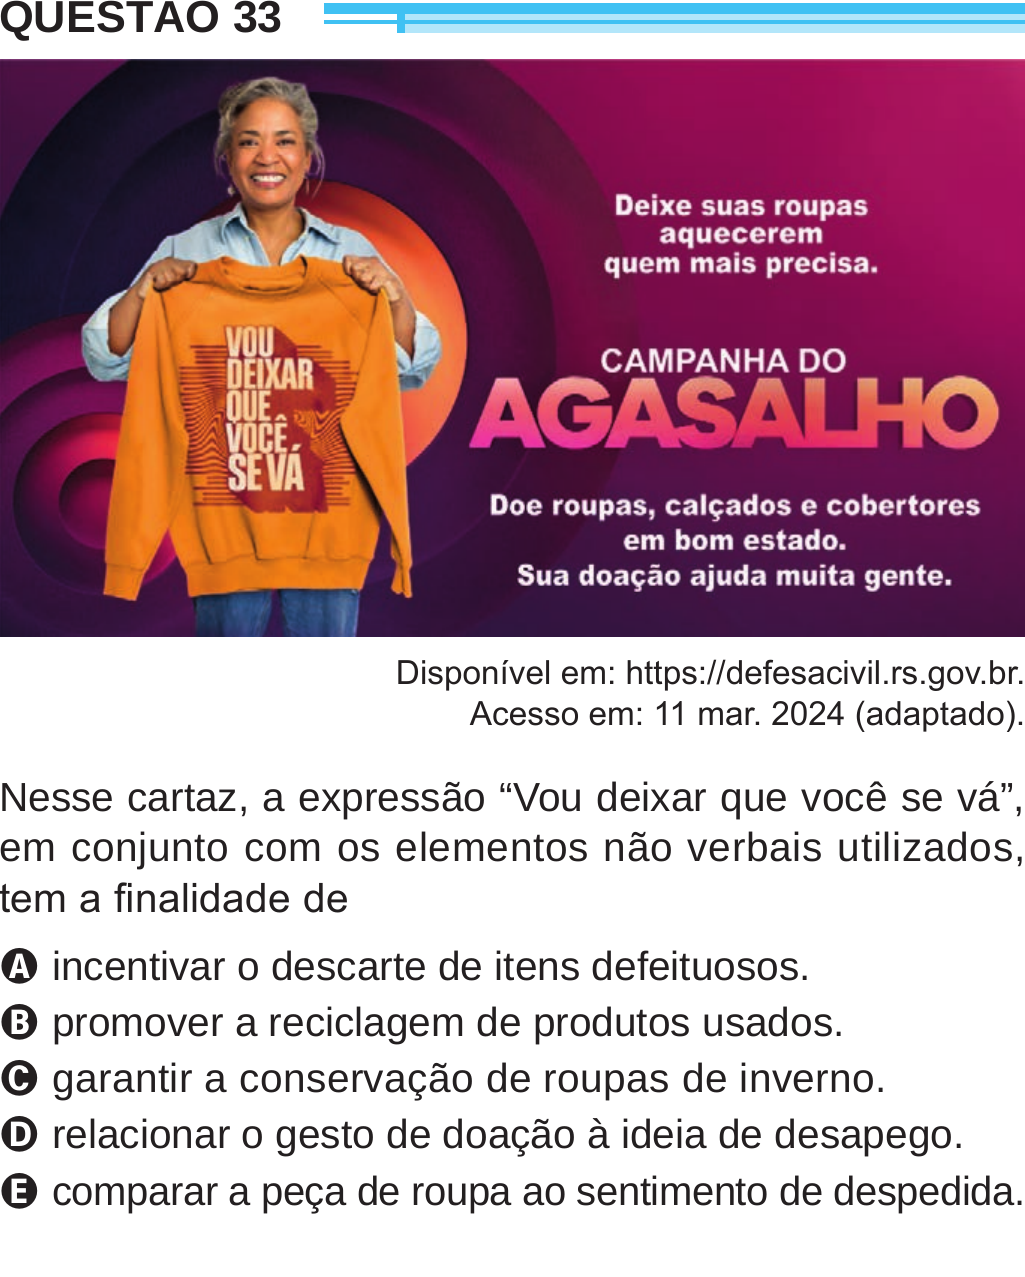 QUESTÃO 33
VOU
DEIXAR
QUE
VOCÊ
SE VÁ
Deixe suas roupas
aquecerem
quem mais precisa.
CAMPANHA DO
AGASALHO
Doe roupas, calçados e cobertores
em bom estado.
Sua doação ajuda muita gente.
Disponível em: https://defesacivil.rs.gov.br.
Acesso em: 11 mar. 2024 (adaptado).
Nesse cartaz, a expressão “Vou deixar que você se vá”,
em conjunto com os elementos não verbais utilizados,
tem a finalidade de
A incentivar o descarte de itens defeituosos.
B promover a reciclagem de produtos usados.
C garantir a conservação de roupas de inverno.
D relacionar o gesto de doação à ideia de desapego.
E comparar a peça de roupa ao sentimento de despedida.